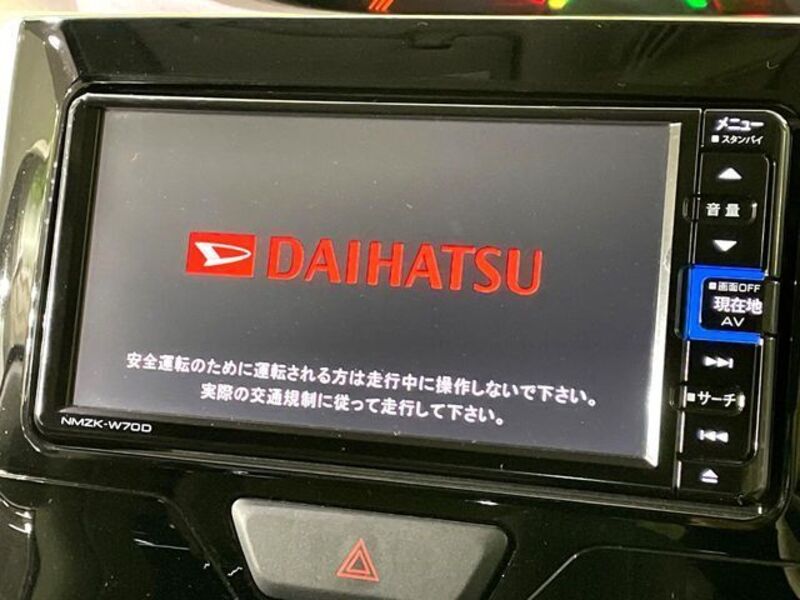 DAIHATSU
安全運転のために運転される方は走行中に操作しないで下さい。
実際の交通規制に従って走行して下さい。
NMZK-W70D
メニュー
スタンバイ
音量
画面OFF
現在地
AV
サーチ